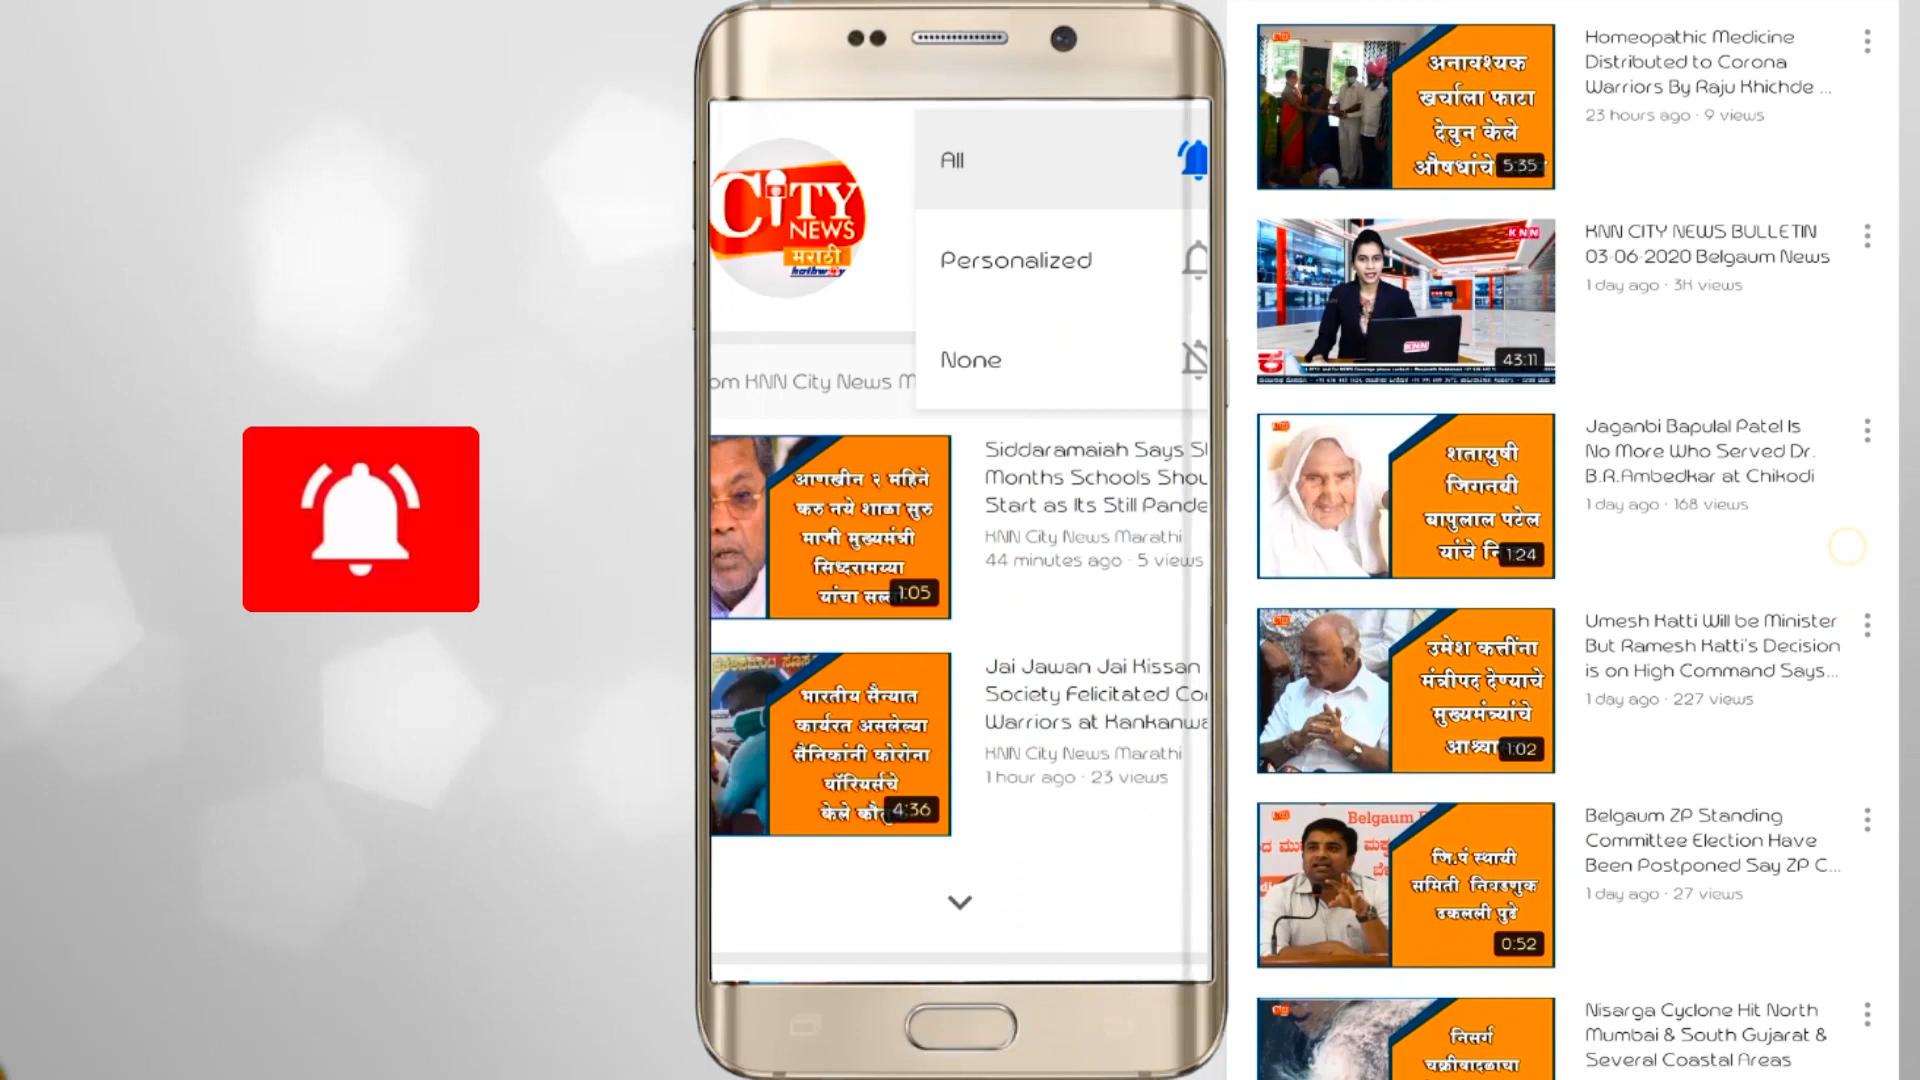 CiTY
NEWS
मराठी
hathway
All
Personalized
None
om KNN City News M
आणखीन २ महिने
करु नये शाळा सुरु
माजी मुख्यमंत्री
सिध्दरामय्या
यांचा
1:05
Siddaramaiah Says
Months Schools Shou
Start as Its Still Pande
KNN City News Marathi
44 minutes ago · 5 views
भारतीय सैन्यात
कार्यरत असलेल्या
सैनिकांनी कोरोना
वॉरियर्सचे
केले
4:36
Jai Jawan Jai Kissan
Society Felicitated Co
Warriors at Kankanwa
KNN City News Marathi
1 hour ago · 23 views
अनावश्यक
खर्चाला फाटा
देवुन केले
औषधांचे
5:35
Homeopathic Medicine
Distributed to Corona
Warriors By Raju Khichde ...
23 hours ago · 9 views
KNN
KNN
43:11
KNN CITY NEWS BULLETIN
03-06-2020 Belgaum News
1 day ago · 3K views
शतायुषी
जिगनबी
बापुलाल पटेल
यांचे
1:24
Jaganbi Bapulal Patel Is
No More Who Served Dr.
B.R.Ambedkar at Chikodi
1 day ago · 168 views
उमेश कत्तींना
मंत्रीपद देण्याचे
मुख्यमंत्र्यांचे
1:02
Umesh Katti Will be Minister
But Ramesh Katti's Decision
is on High Command Says...
1 day ago · 227 views
Belgaum
जि.पं स्थायी
समिती निवडणुक
ढकलली पुढे
0:52
Belgaum ZP Standing
Committee Election Have
Been Postponed Say ZP C...
1 day ago · 27 views
निसर्ग
चक्रीवादळाचा
Nisarga Cyclone Hit North
Mumbai & South Gujarat &
Several Coastal Areas